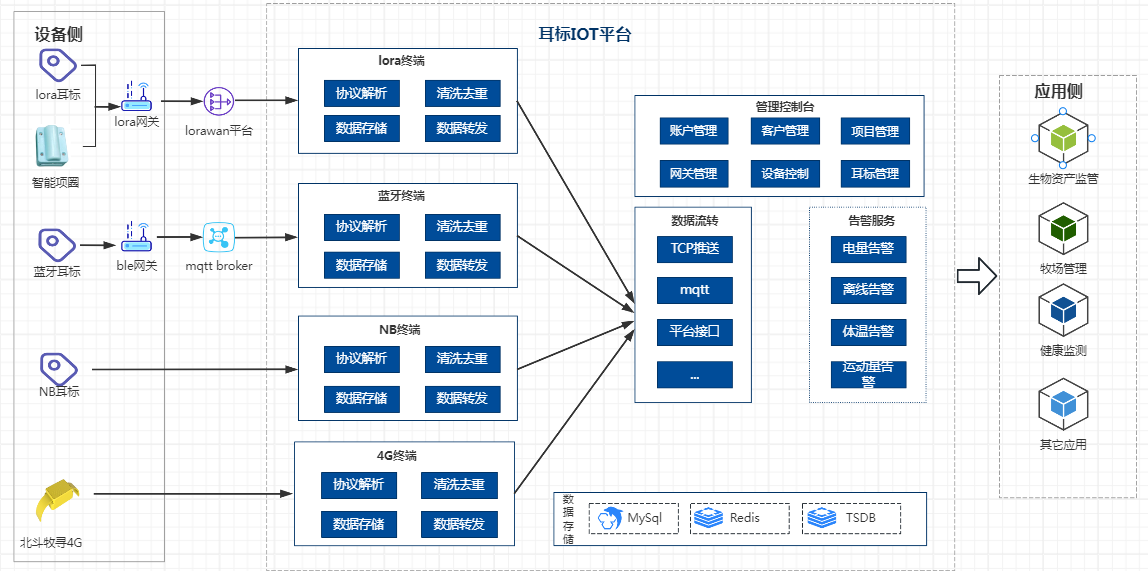 设备侧
lora耳标
智能项圈
lora网关
lorawan平台
蓝牙耳标
ble网关
mqtt broker
NB耳标
北斗牧寻4G
耳标IOT平台
lora终端
协议解析
清洗去重
数据存储
数据转发
蓝牙终端
协议解析
清洗去重
数据存储
数据转发
NB终端
协议解析
清洗去重
数据存储
数据转发
4G终端
协议解析
清洗去重
数据存储
数据转发
管理控制台
账户管理
客户管理
项目管理
网关管理
设备控制
耳标管理
数据流转
TCP推送
mqtt
平台接口
...
告警服务
电量告警
离线告警
体温告警
运动量告
警
数
据
存
储
MySql
Redis
TSDB
应用侧
生物资产监管
牧场管理
健康监测
其它应用